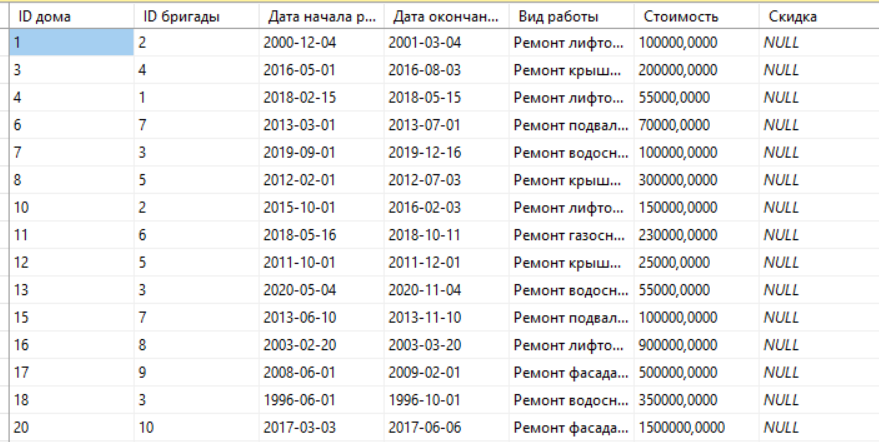 ID дома ID бригады Дата начала р... Дата окончан... Вид работы Стоимость Скидка
1 2 2000-12-04 2001-03-04 Ремонт лифто... 100000,0000 NULL
3 4 2016-05-01 2016-08-03 Ремонт крыш... 200000,0000 NULL
4 1 2018-02-15 2018-05-15 Ремонт лифто... 55000,0000 NULL
6 7 2013-03-01 2013-07-01 Ремонт подвал... 70000,0000 NULL
7 3 2019-09-01 2019-12-16 Ремонт водосн... 100000,0000 NULL
8 5 2012-02-01 2012-07-03 Ремонт крыш... 300000,0000 NULL
10 2 2015-10-01 2016-02-03 Ремонт лифто... 150000,0000 NULL
11 6 2018-05-16 2018-10-11 Ремонт газосн... 230000,0000 NULL
12 5 2011-10-01 2011-12-01 Ремонт крыш... 25000,0000 NULL
13 3 2020-05-04 2020-11-04 Ремонт водосн... 55000,0000 NULL
15 7 2013-06-10 2013-11-10 Ремонт подвал... 100000,0000 NULL
16 8 2003-02-20 2003-03-20 Ремонт лифто... 900000,0000 NULL
17 9 2008-06-01 2009-02-01 Ремонт фасада... 500000,0000 NULL
18 3 1996-06-01 1996-10-01 Ремонт водосн... 350000,0000 NULL
20 10 2017-03-03 2017-06-06 Ремонт фасада... 1500000,0000 NULL